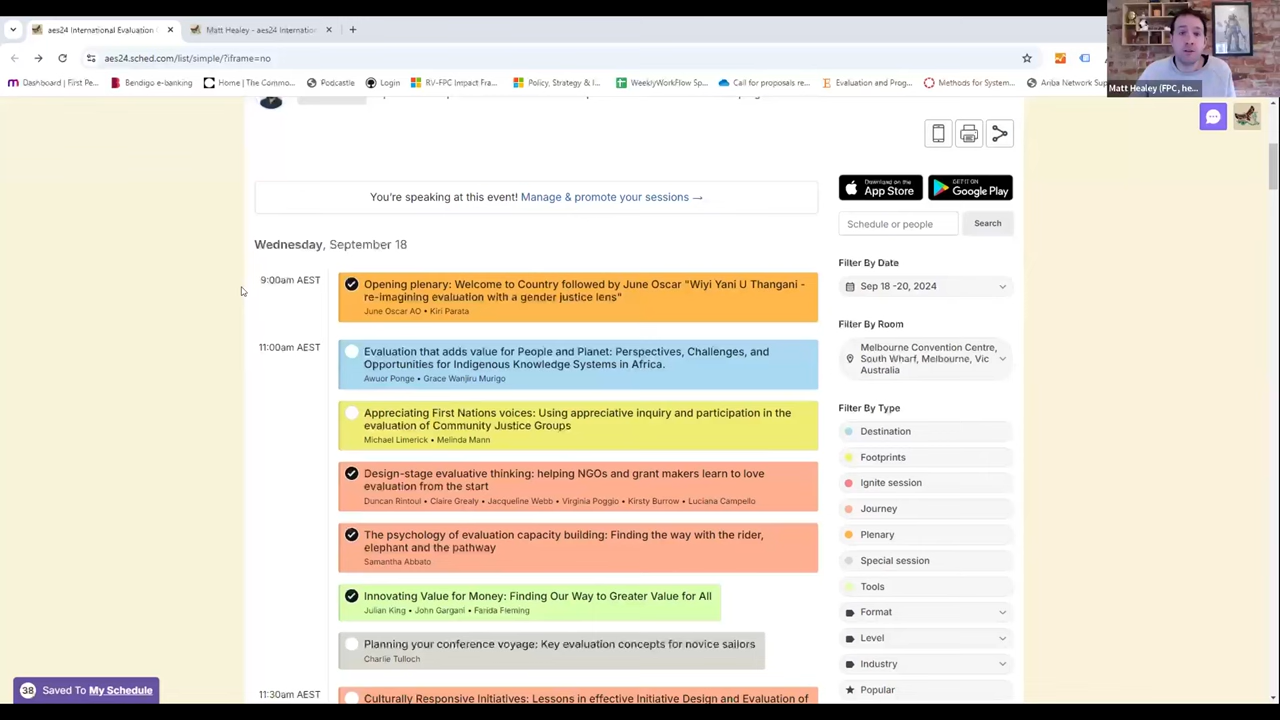 aes24 International Evaluation
Matt Healey - aes24 Internation
aes24.sched.com/list/simple/?iframe=no
Dashboard | First Pe...
Bendigo e-banking
Home | The Commo...
Podcastle
Login
RV-FPC Impact Fra...
Policy, Strategy & I...
WeeklyWorkFlow Sp...
Call for proposals re...
Evaluation and Prog...
Methods for System...
Ariba Network Sup
Matt Healey (FPC, he...
You're speaking at this event! Manage & promote your sessions →
Download on the
App Store
GET IT ON
Google Play
Schedule or people
Search
Wednesday, September 18
9:00am AEST
Opening plenary: Welcome to Country followed by June Oscar "Wiyi Yani U Thangani -
re-imagining evaluation with a gender justice lens"
June Oscar AO • Kiri Parata
11:00am AEST
Evaluation that adds value for People and Planet: Perspectives, Challenges, and
Opportunities for Indigenous Knowledge Systems in Africa.
Awuor Ponge • Grace Wanjiru Murigo
Appreciating First Nations voices: Using appreciative inquiry and participation in the
evaluation of Community Justice Groups
Michael Limerick • Melinda Mann
Design-stage evaluative thinking: helping NGOs and grant makers learn to love
evaluation from the start
Duncan Rintoul • Claire Grealy • Jacqueline Webb • Virginia Poggio • Kirsty Burrow • Luciana Campello
The psychology of evaluation capacity building: Finding the way with the rider,
elephant and the pathway
Samantha Abbato
Innovating Value for Money: Finding Our Way to Greater Value for All
Julian King • John Gargani • Farida Fleming
Planning your conference voyage: Key evaluation concepts for novice sailors
Charlie Tulloch
11:30am AEST
Culturally Responsive Initiatives: Lessons in effective Initiative Design and Evaluation of
Filter By Date
Sep 18 -20, 2024
Filter By Room
Melbourne Convention Centre,
South Wharf, Melbourne, Vic
Australia
Filter By Type
Destination
Footprints
Ignite session
Journey
Plenary
Special session
Tools
Format
Level
Industry
Popular
38 Saved To My Schedule